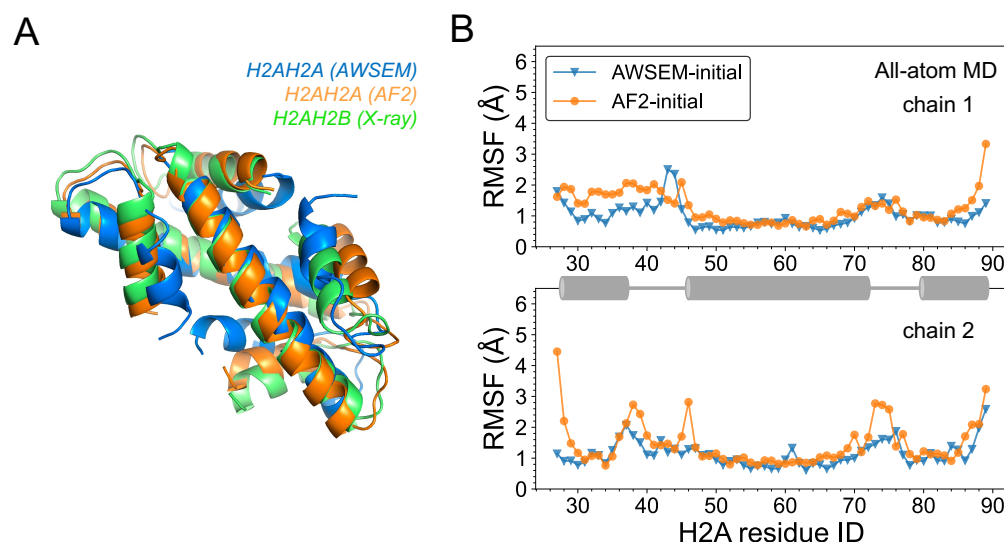 A
H2AH2A (AWSEM)
H2AH2A (AF2)
H2AH2B (X-ray)
B
AWSEM-initial
AF2-initial
All-atom MD
chain 1
RMSF (Å)
6
5
4
3
2
1
0
30 40 50 60 70 80 90
chain 2
RMSF (Å)
6
5
4
3
2
1
0
30 40 50 60 70 80 90
H2A residue ID